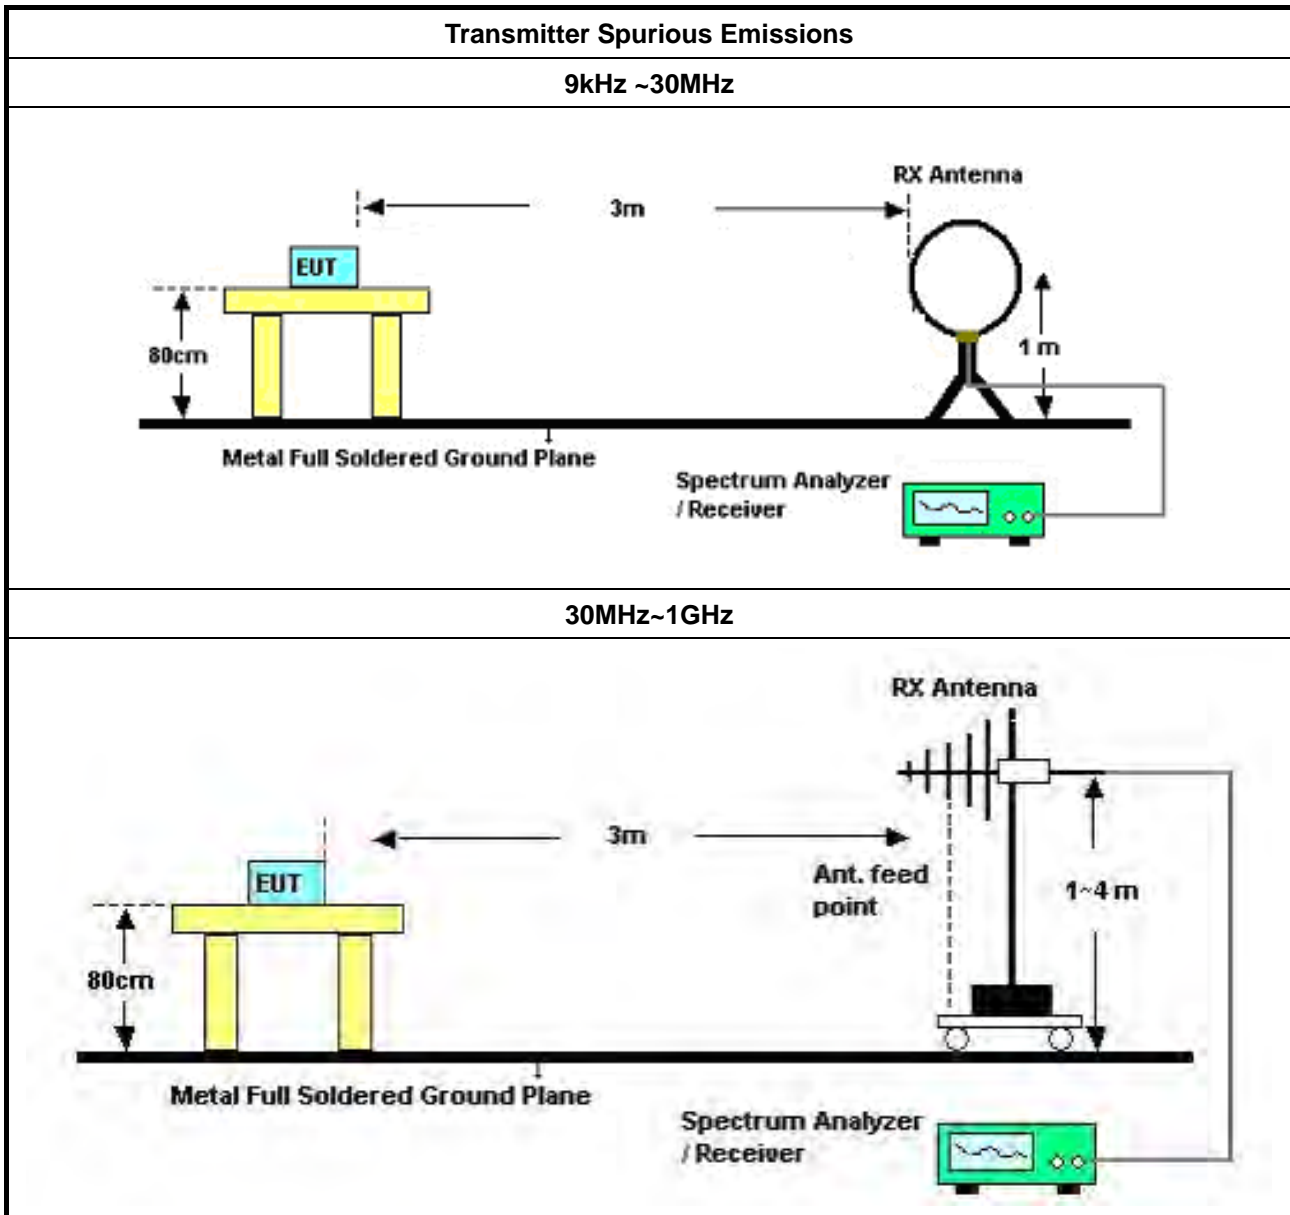 Transmitter Spurious Emissions
9kHz ~30MHz
RX Antenna
3m
EUT
80cm
1 m
Metal Full Soldered Ground Plane
Spectrum Analyzer
/ Receiver
30MHz~1GHz
RX Antenna
3m
EUT
Ant. feed
point
1~4 m
80cm
Metal Full Soldered Ground Plane
Spectrum Analyzer
/ Receiver